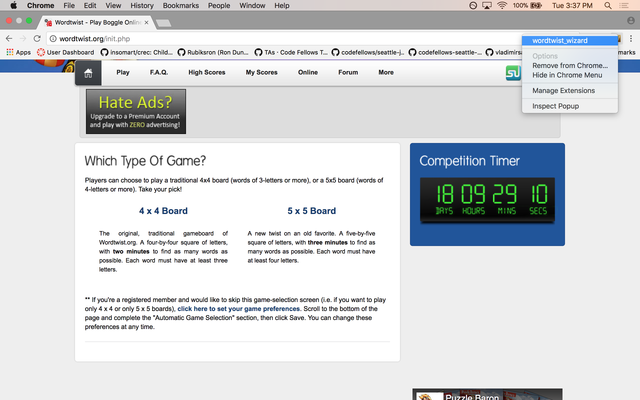 Chrome File Edit View History Bookmarks People Window Help 100% Tue 3:37 PM
Wordtwist – Play Boggle Online
wordtwist.org/init.php
Apps User Dashboard insomart/crec: Child Rubiksron (Ron Dun... TAs · Code Fellows T codefellows/seattle-j codefellows-seattle- vladimirs
wordtwist_wizard
Options
Remove from Chrome...
Hide in Chrome Menu
Manage Extensions
Inspect Popup
Play F.A.Q. High Scores My Scores Online Forum More
Hate Ads?
Upgrade to a Premium Account
and play with ZERO advertising!
Which Type Of Game?
Players can choose to play a traditional 4x4 board (words of 3-letters or more), or a 5x5 board (words of
4-letters or more). Take your pick!
4 x 4 Board
The original, traditional gameboard of
Wordtwist.org. A four-by-four square of letters,
with two minutes to find as many words as
possible. Each word must have at least three
letters.
5 x 5 Board
A new twist on an old favorite. A five-by-five
square of letters, with three minutes to find as
many words as possible. Each word must have
at least four letters.
** If you're a registered member and would like to skip this game-selection screen (i.e. if you want to play
only 4 x 4 or only 5 x 5 boards), click here to set your game preferences. Scroll to the bottom of the
page and complete the "Automatic Game Selection" section, then click Save. You can change these
preferences at any time.
Competition Timer
18 09 29 10
DAYS HOURS MINS SECS
Puzzle Baron